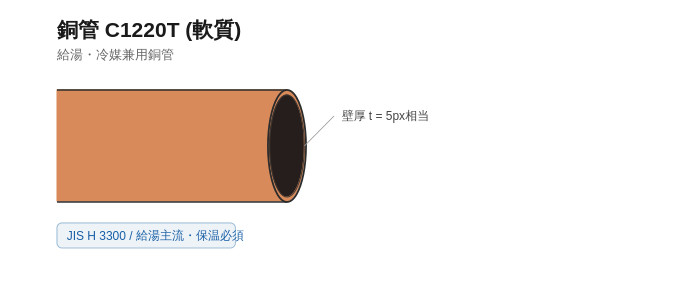 銅管 C1220T (軟質)
給湯・冷媒兼用銅管
壁厚 t = 5px相当
JIS H 3300 / 給湯主流・保温必須